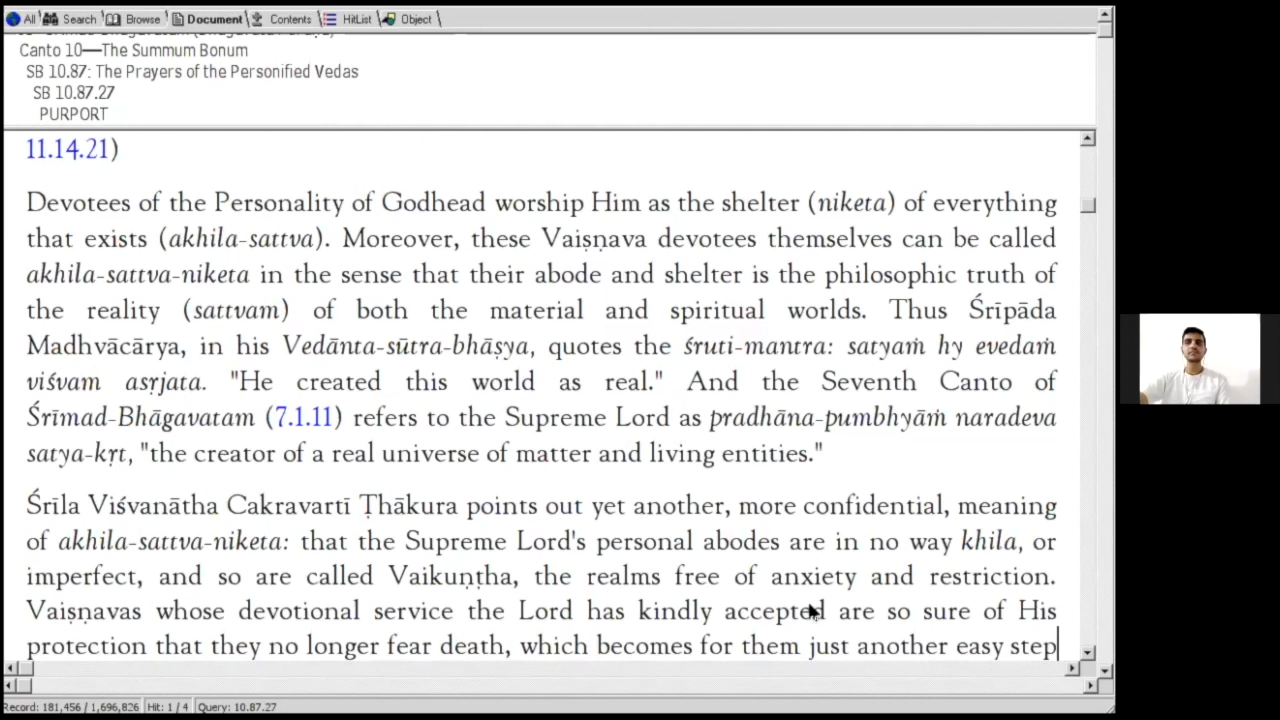 All Search Browse Document Contents HitList Object
Canto 10—The Summum Bonum
SB 10.87: The Prayers of the Personified Vedas
SB 10.87.27
PURPORT
11.14.21)
Devotees of the Personality of Godhead worship Him as the shelter (niketa) of everything
that exists (akhila-sattva). Moreover, these Vaiṣṇava devotees themselves can be called
akhila-sattva-niketa in the sense that their abode and shelter is the philosophic truth of
the reality (sattvam) of both the material and spiritual worlds. Thus Śrīpāda
Madhvācārya, in his Vedānta-sūtra-bhāṣya, quotes the śruti-mantra: satyaṁ hy evedaṁ
viśvam asṛjata. "He created this world as real." And the Seventh Canto of
Śrīmad-Bhāgavatam (7.1.11) refers to the Supreme Lord as pradhāna-pumbhyāṁ naradeva
satya-kṛt, "the creator of a real universe of matter and living entities."
Śrīla Viśvanātha Cakravartī Ṭhākura points out yet another, more confidential, meaning
of akhila-sattva-niketa: that the Supreme Lord's personal abodes are in no way khila, or
imperfect, and so are called Vaikuṇṭha, the realms free of anxiety and restriction.
Vaiṣṇavas whose devotional service the Lord has kindly accepted are so sure of His
protection that they no longer fear death, which becomes for them just another easy step
Record: 181,456 / 1,696,826 Hit: 1 / 4 Query: 10.87.27